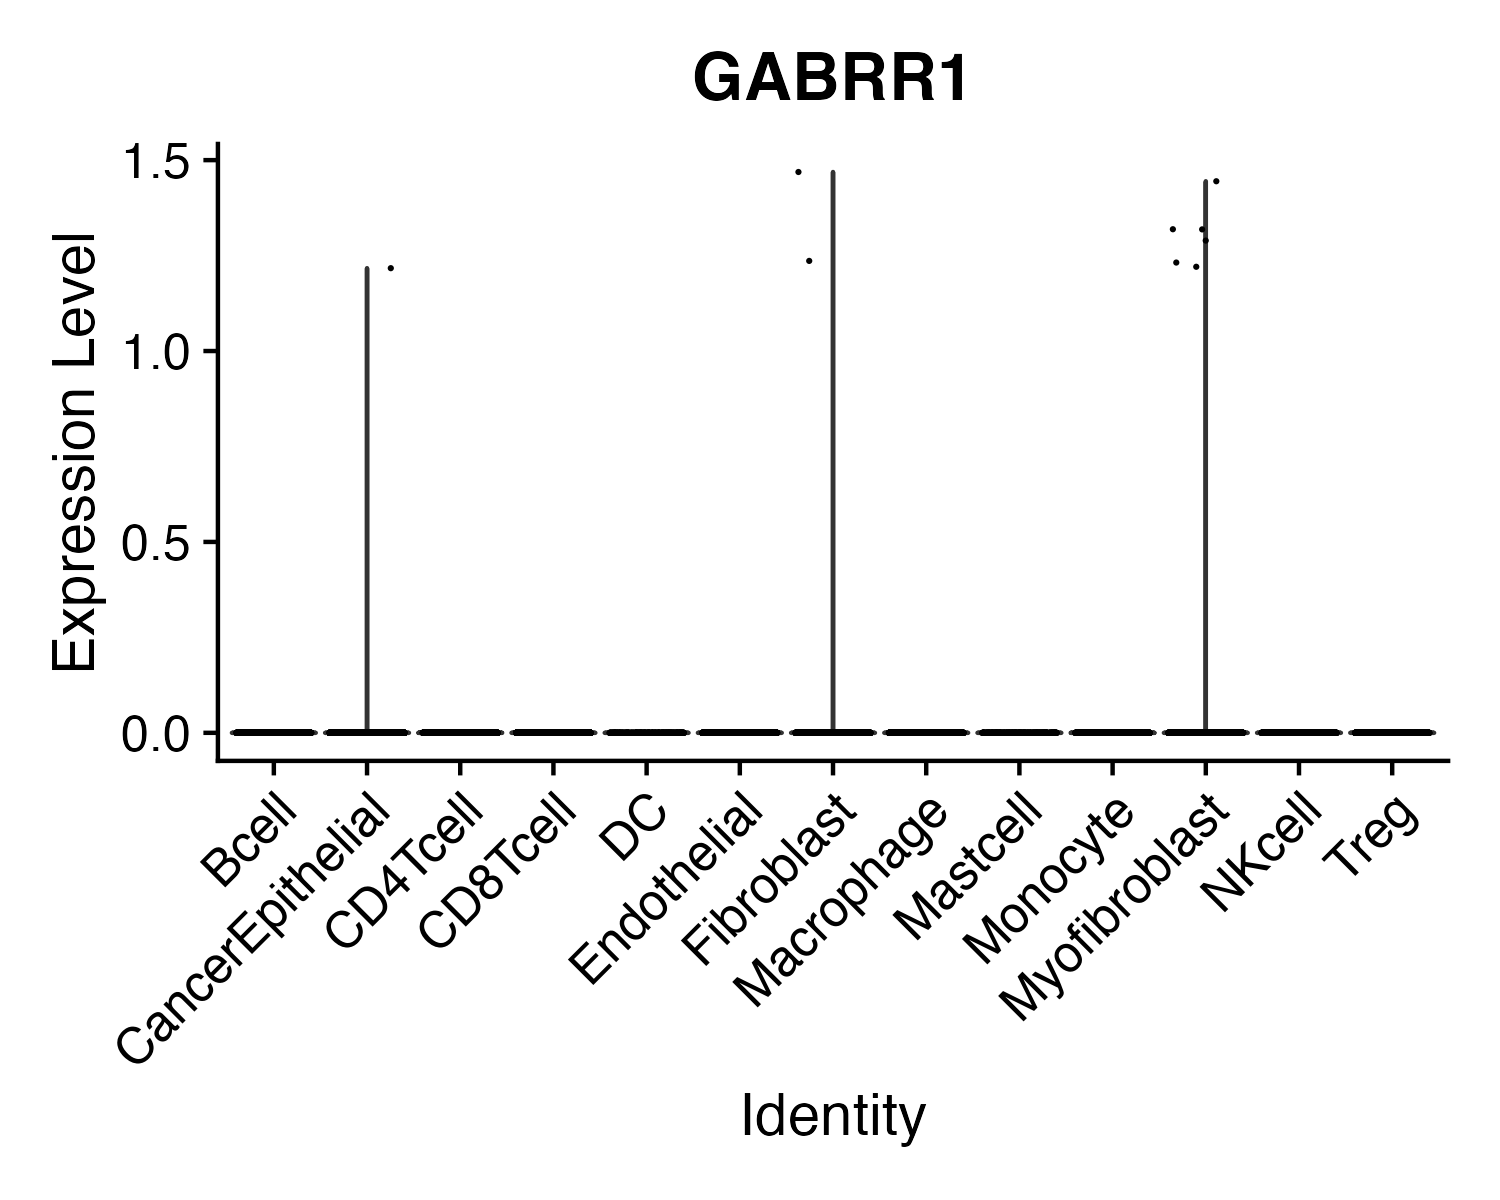 GABRR1
Expression Level
1.5
1.0
0.5
0.0
Bcell
CancerEpithelial
CD4Tcell
CD8Tcell
DC
Endothelial
Fibroblast
Macrophage
Mastcell
Monocyte
Myofibroblast
NKcell
Treg
Identity